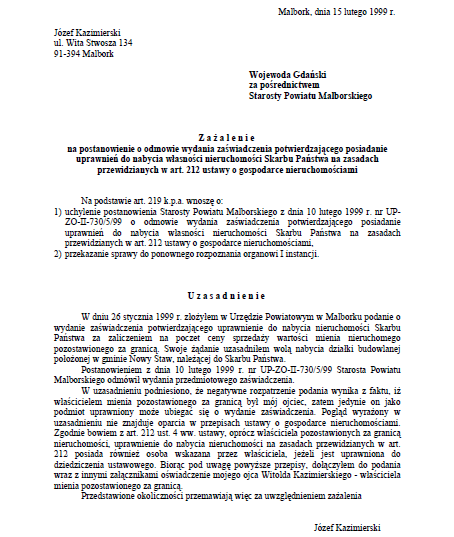 Malbork, dnia 15 lutego 1999 r.
Józef Kazimierski
ul. Wita Stwosza 134
91-394 Malbork
Wojewoda Gdański
za pośrednictwem
Starosty Powiatu Malborskiego
Zażalenie
na postanowienie o odmowie wydania zaświadczenia potwierdzającego posiadanie
uprawnień do nabycia własności nieruchomości Skarbu Państwa na zasadach
przewidzianych w art. 212 ustawy o gospodarce nieruchomościami
Na podstawie art. 219 k.p.a. wnoszę o:
1) uchylenie postanowienia Starosty Powiatu Malborskiego z dnia 10 lutego 1999 r. nr UP-
ZO-II-730/5/99 o odmowie wydania zaświadczenia potwierdzającego posiadanie
uprawnień do nabycia własności nieruchomości Skarbu Państwa na zasadach
przewidzianych w art. 212 ustawy o gospodarce nieruchomościami,
2) przekazanie sprawy do ponownego rozpoznania organowi I instancji.
Uzasadnienie
W dniu 26 stycznia 1999 r. złożyłem w Urzędzie Powiatowym w Malborku podanie o
wydanie zaświadczenia potwierdzającego uprawnienie do nabycia nieruchomości Skarbu
Państwa za zaliczeniem na poczet ceny sprzedaży wartości mienia nieruchomego
pozostawionego za granicą. Swoje żądanie uzasadniłem wolą nabycia działki budowlanej
położonej w gminie Nowy Staw, należącej do Skarbu Państwa.
Postanowieniem z dnia 10 lutego 1999 r. nr UP-ZO-II-730/5/99 Starosta Powiatu
Malborskiego odmówił wydania przedmiotowego zaświadczenia.
W uzasadnieniu podniesiono, że negatywne rozpatrzenie podania wynika z faktu, iż
właścicielem mienia pozostawionego za granicą był mój ojciec, zatem jedynie on jako
podmiot uprawniony może ubiegać się o wydanie zaświadczenia. Pogląd wyrażony w
uzasadnieniu nie znajduje oparcia w przepisach ustawy o gospodarce nieruchomościami.
Zgodnie bowiem z art. 212 ust. 4 ww. ustawy, oprócz właściciela pozostawionych za granicą
nieruchomości, uprawnienie do nabycia nieruchomości na zasadach przewidzianych w art.
212 posiada również osoba wskazana przez właściciela, jeżeli jest uprawniona do
dziedziczenia ustawowego. Biorąc pod uwagę powyższe przepisy, dołączyłem do podania
wraz z innymi załącznikami oświadczenie mojego ojca Witolda Kazimierskiego - właściciela
mienia pozostawionego za granicą.
Przedstawione okoliczności przemawiają więc za uwzględnieniem zażalenia
Józef Kazimierski